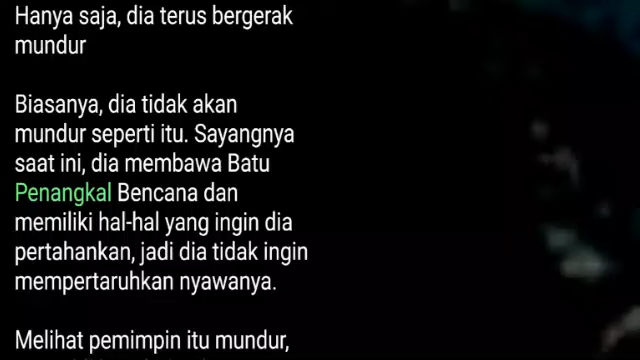 Hanya saja, dia terus bergerak
mundur
Biasanya, dia tidak akan
mundur seperti itu. Sayangnya
saat ini, dia membawa Batu
Penangkal Bencana dan
memiliki hal-hal yang ingin dia
pertahankan, jadi dia tidak ingin
mempertaruhkan nyawanya.
Melihat pemimpin itu mundur,